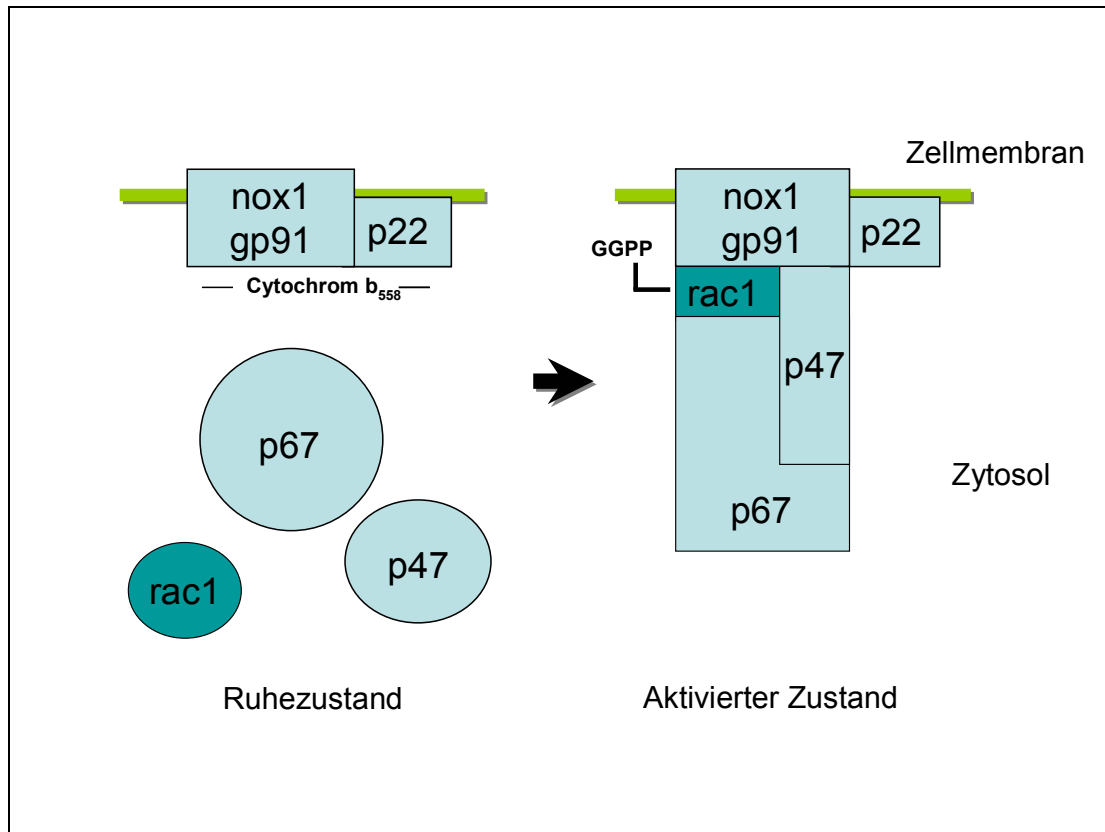 Zellmembran
nox1
gp91
p22
Cytochrom b558
nox1
gp91
p22
GGPP
rac1
p47
p67
p67
p47
rac1
Zytosol
Ruhezustand
Aktivierter Zustand